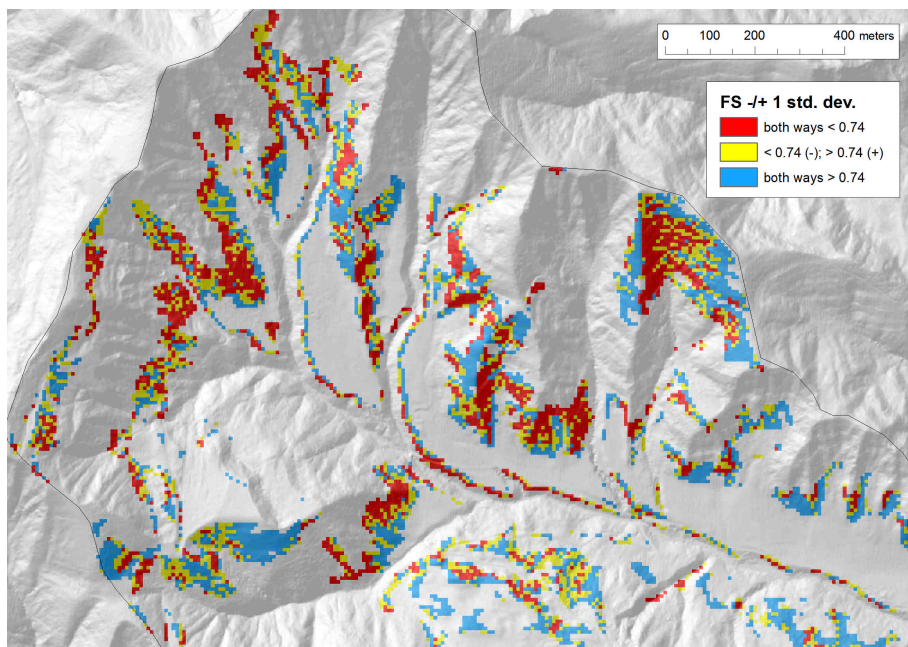 0 100 200 400 meters
FS -/+ 1 std. dev.
both ways < 0.74
< 0.74 (-); > 0.74 (+)
both ways > 0.74